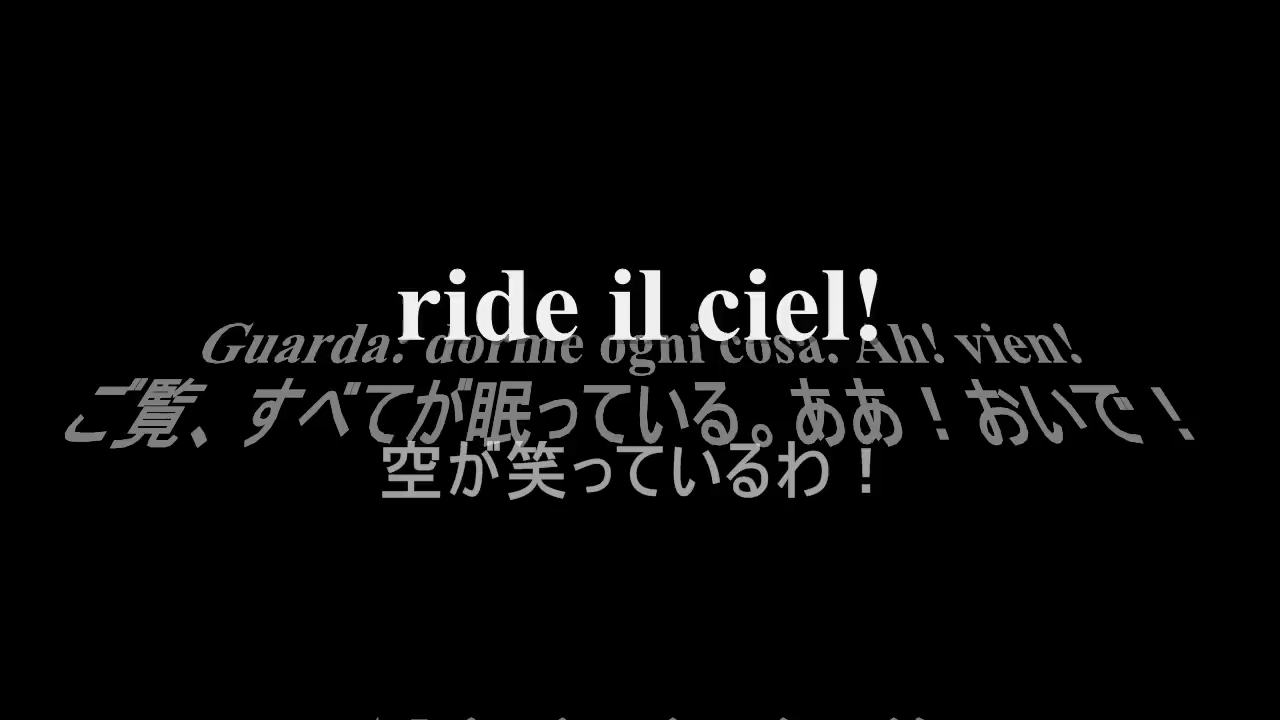 ride il ciel!
Guarda: dorme ogni cosa. Ah! vien!
ご覧、すべてが眠っている。ああ！おいで！
空が笑っているわ！